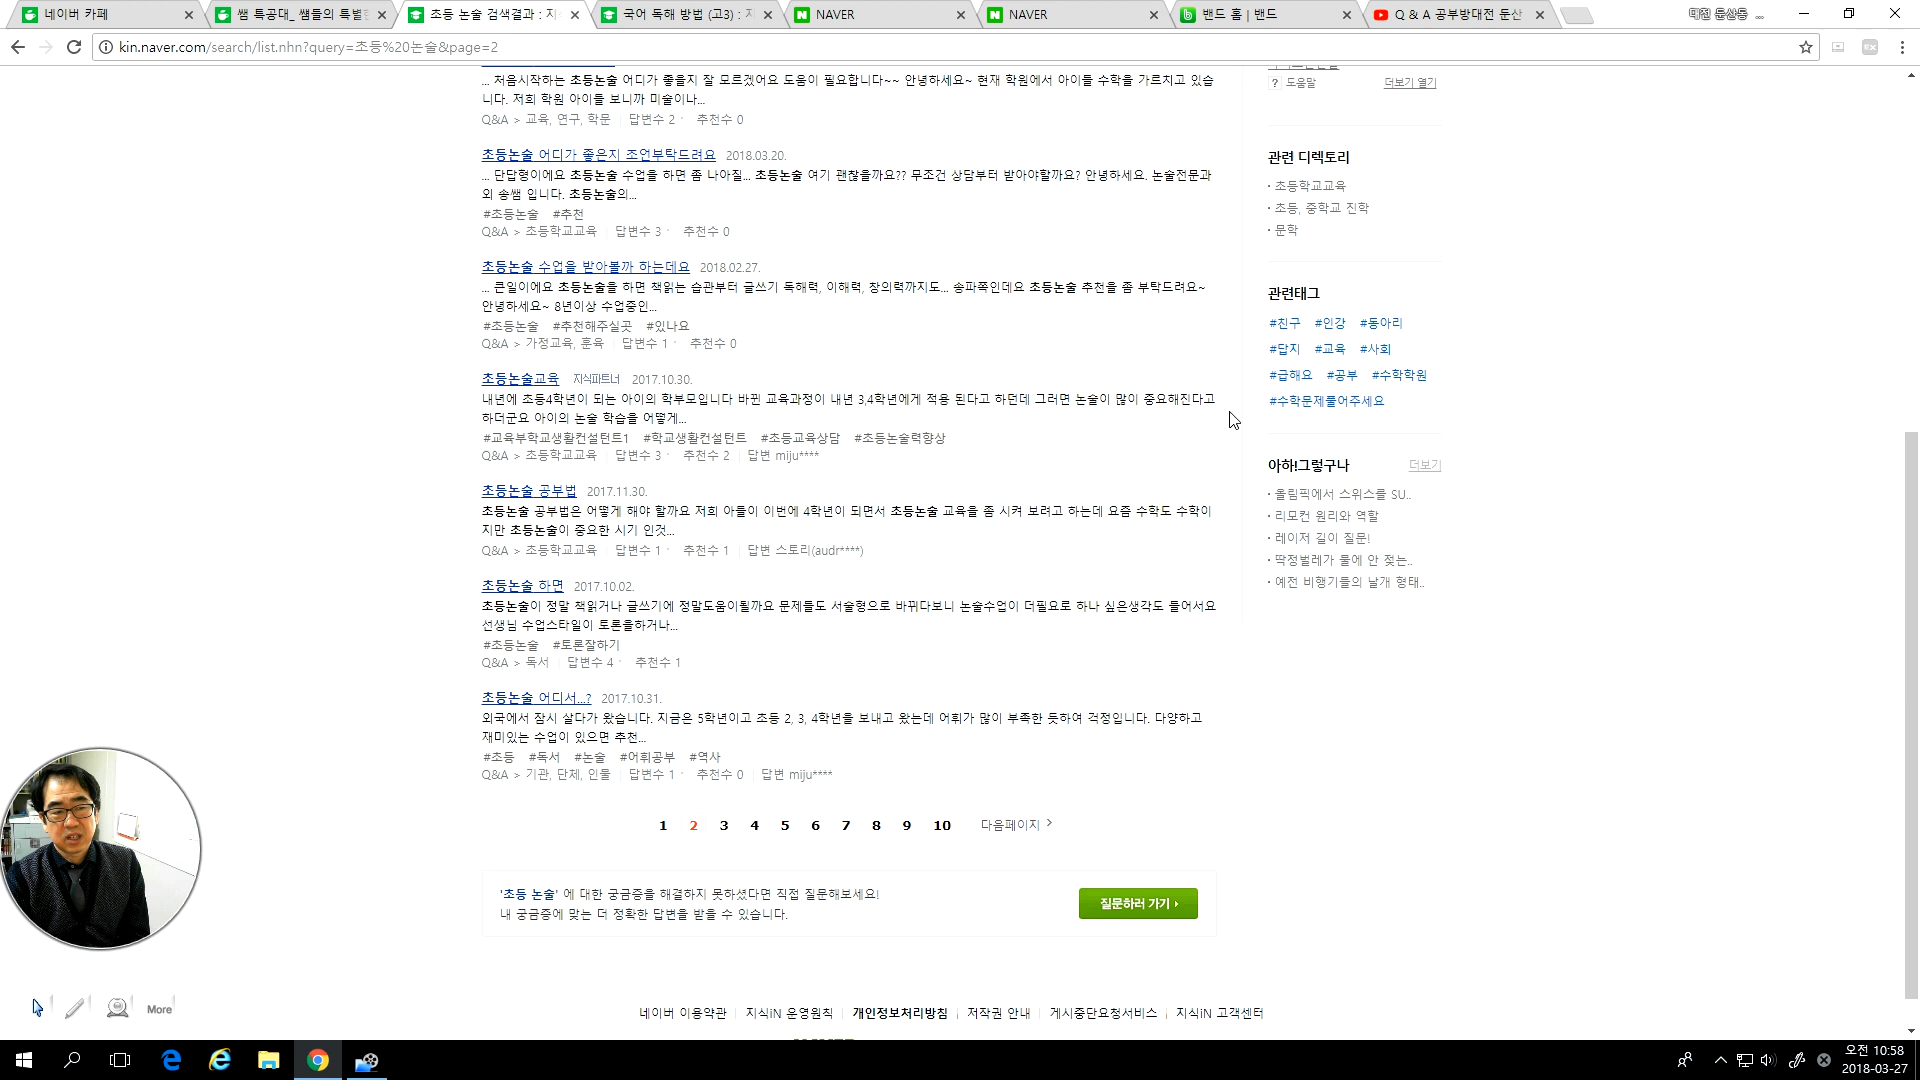 네이버 카페
쌤 특공대_ 쌤들의 특별한
초등 논술 검색결과 : 지
국어 독해 방법 (고3) : 지
NAVER
NAVER
밴드 홈 | 밴드
Q & A 공부방대전 둔산
대전 둔산동 ...
kin.naver.com/search/list.nhn?query=초등%20논술&page=2
... 처음시작하는 초등논술 어디가 좋을지 잘 모르겠어요 도움이 필요합니다~~ 안녕하세요~ 현재 학원에서 아이들 수학을 가르치고 있습
니다. 저희 학원 아이들 보니까 미술이나...
Q&A > 교육, 연구, 학문 답변수 2 추천수 0
초등논술 어디가 좋은지 조언부탁드려요 2018.03.20.
... 단답형이에요 초등논술 수업을 하면 좀 나아질... 초등논술 여기 괜찮을까요?? 무조건 상담부터 받아야할까요? 안녕하세요. 논술전문과
외 송쌤 입니다. 초등논술의...
#초등논술 #추천
Q&A > 초등학교교육 답변수 3 추천수 0
초등논술 수업을 받아볼까 하는데요 2018.02.27.
... 큰일이에요 초등논술을 하면 책읽는 습관부터 글쓰기 독해력, 이해력, 창의력까지도... 송파쪽인데요 초등논술 추천을 좀 부탁드려요~
안녕하세요~ 8년이상 수업중인...
#초등논술 #추천해주실곳 #있나요
Q&A > 가정교육, 훈육 답변수 1 추천수 0
초등논술교육 지식파트너 2017.10.30.
내년에 초등4학년이 되는 아이의 학부모입니다 바뀐 교육과정이 내년 3,4학년에게 적용 된다고 하던데 그러면 논술이 많이 중요해진다고
하더군요 아이의 논술 학습을 어떻게...
#교육부학교생활컨설턴트1 #학교생활컨설턴트 #초등교육상담 #초등논술력향상
Q&A > 초등학교교육 답변수 3 추천수 2 답변 miju****
초등논술 공부법 2017.11.30.
초등논술 공부법은 어떻게 해야 할까요 저희 아들이 이번에 4학년이 되면서 초등논술 교육을 좀 시켜 보려고 하는데 요즘 수학도 수학이
지만 초등논술이 중요한 시기 인것...
Q&A > 초등학교교육 답변수 1 추천수 1 답변 스토리(audr****)
초등논술 하면 2017.10.02.
초등논술이 정말 책읽거나 글쓰기에 정말도움이될까요 문제들도 서술형으로 바뀌다보니 논술수업이 더필요로 하나 싶은생각도 들어서요
선생님 수업스타일이 토론을하거나...
#초등논술 #토론잘하기
Q&A > 독서 답변수 4 추천수 1
초등논술 어디서...? 2017.10.31.
외국에서 잠시 살다가 왔습니다. 지금은 5학년이고 초등 2, 3, 4학년을 보내고 왔는데 어휘가 많이 부족한 듯하여 걱정입니다. 다양하고
재미있는 수업이 있으면 추천...
#초등 #독서 #논술 #어휘공부 #역사
Q&A > 기관, 단체, 인물 답변수 1 추천수 0 답변 miju****
1 2 3 4 5 6 7 8 9 10 다음페이지 >
'초등 논술' 에 대한 궁금증을 해결하지 못하셨다면 직접 질문해보세요!
내 궁금증에 맞는 더 정확한 답변을 받을 수 있습니다.
질문하러 가기
? 도움말 더보기 열기
관련 디렉토리
· 초등학교교육
· 초등, 중학교 진학
· 문학
관련태그
#친구 #인강 #동아리
#답지 #교육 #사회
#급해요 #공부 #수학학원
#수학문제풀어주세요
아하!그렇구나 더보기
· 올림픽에서 스위스를 SU..
· 리모컨 원리와 역할
· 레이저 길이 질문!
· 딱정벌레가 물에 안 젖는..
· 예전 비행기들의 날개 형태..
More
네이버 이용약관 | 지식iN 운영원칙 | 개인정보처리방침 | 저작권 안내 | 게시중단요청서비스 | 지식iN 고객센터
오전 10:58
2018-03-27